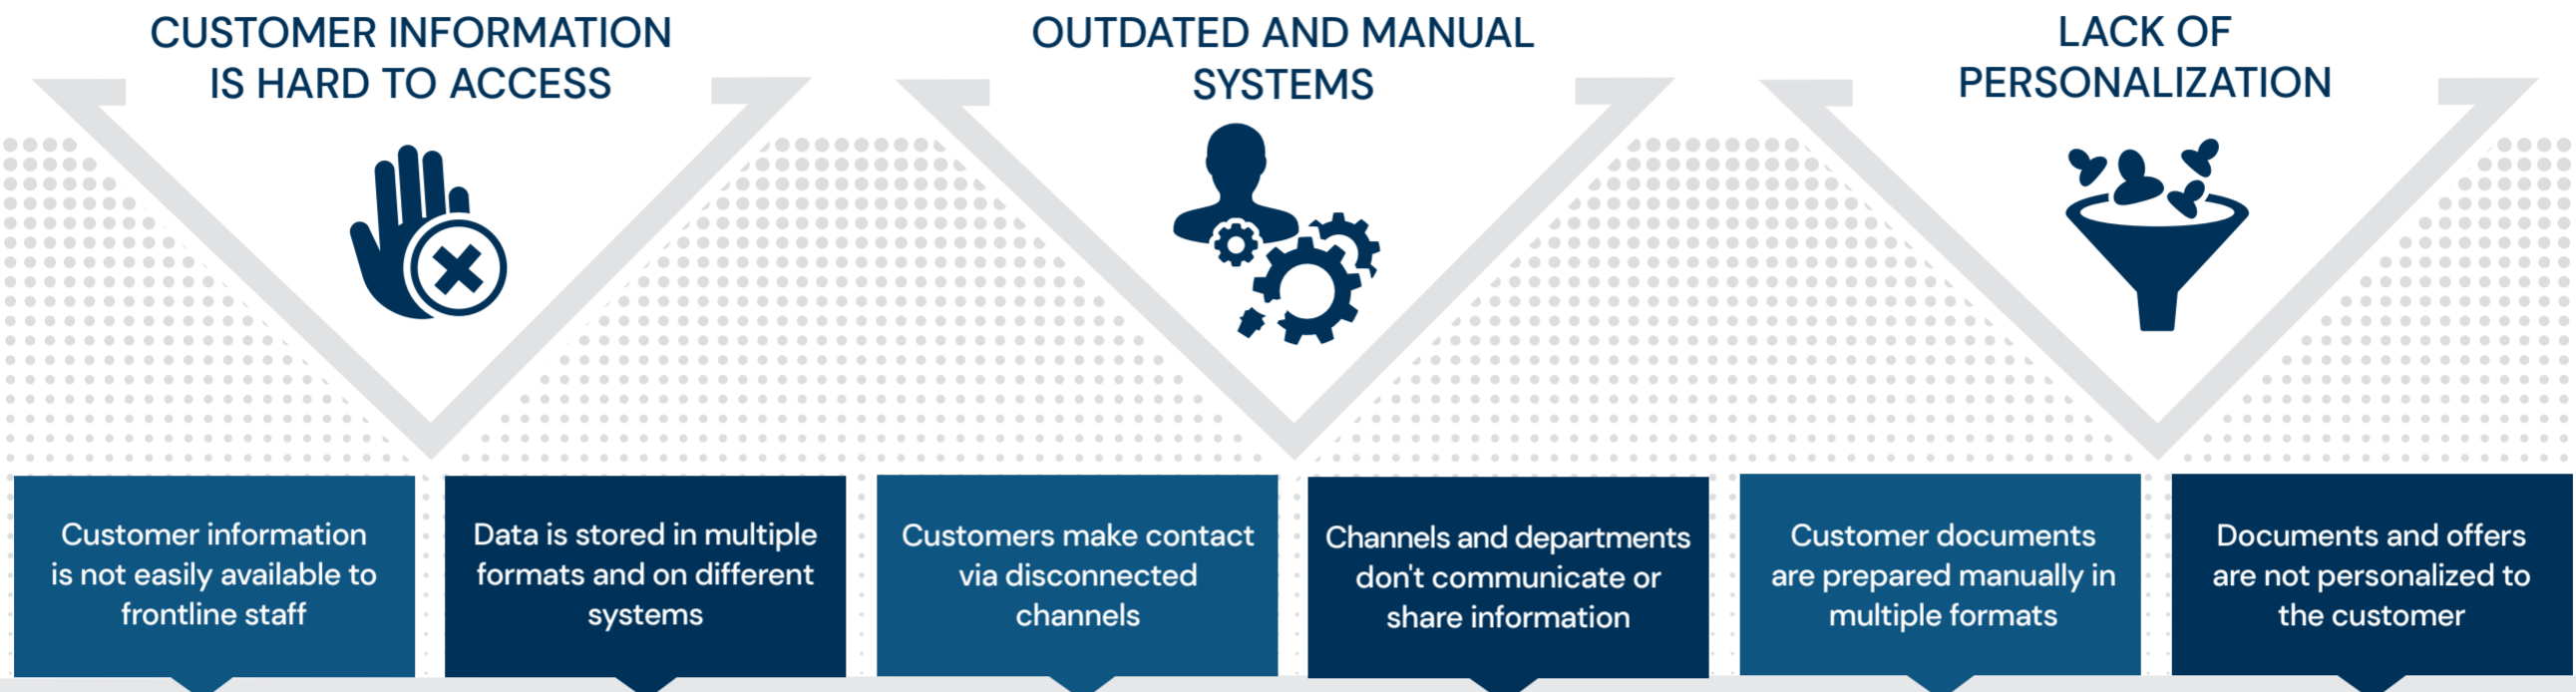 CUSTOMER INFORMATION
IS HARD TO ACCESS
OUTDATED AND MANUAL
SYSTEMS
LACK OF
PERSONALIZATION
Customer information
is not easily available to
frontline staff
Data is stored in multiple
formats and on different
systems
Customers make contact
via disconnected
channels
Channels and departments
don't communicate or
share information
Customer documents
are prepared manually in
multiple formats
Documents and offers
are not personalized to
the customer